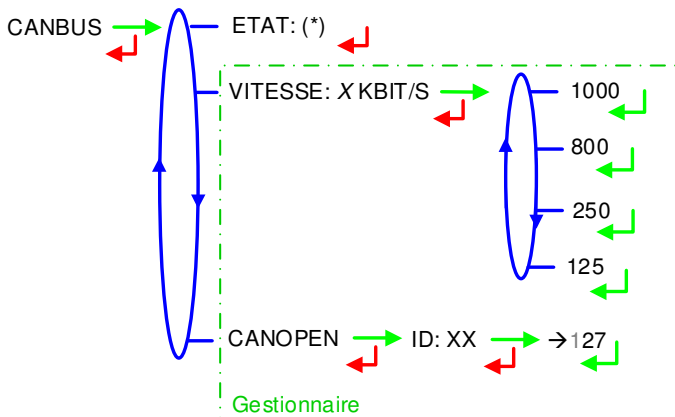 CANBUS
ETAT: (*)
VITESSE: X KBIT/S
1000
800
250
125
CANOPEN
ID: XX
→127
Gestionnaire